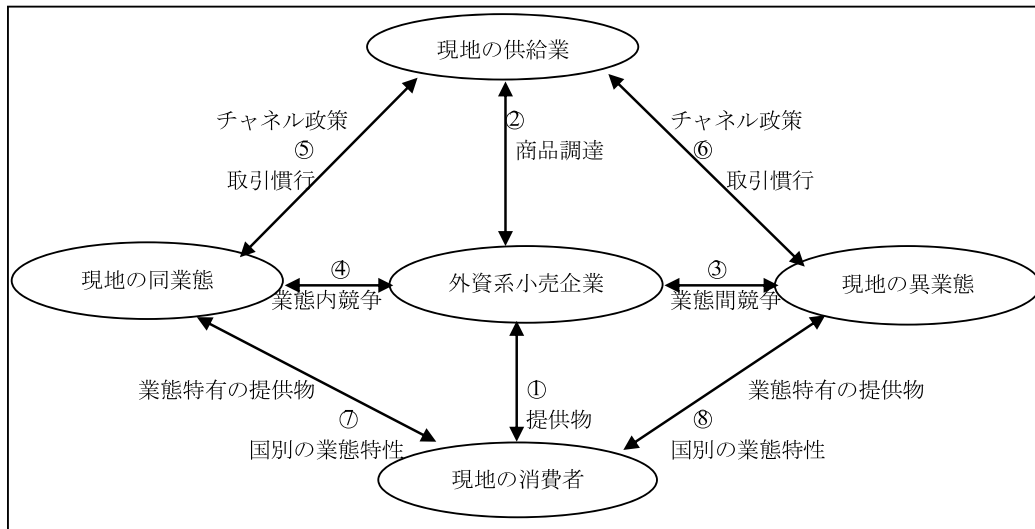 現地の供給業
チャネル政策
⑤
取引慣行
②
商品調達
チャネル政策
⑥
取引慣行
現地の同業態
④
業態内競争
外資系小売企業
③
業態間競争
現地の異業態
業態特有の提供物
⑦
国別の業態特性
①
提供物
業態特有の提供物
⑧
国別の業態特性
現地の消費者